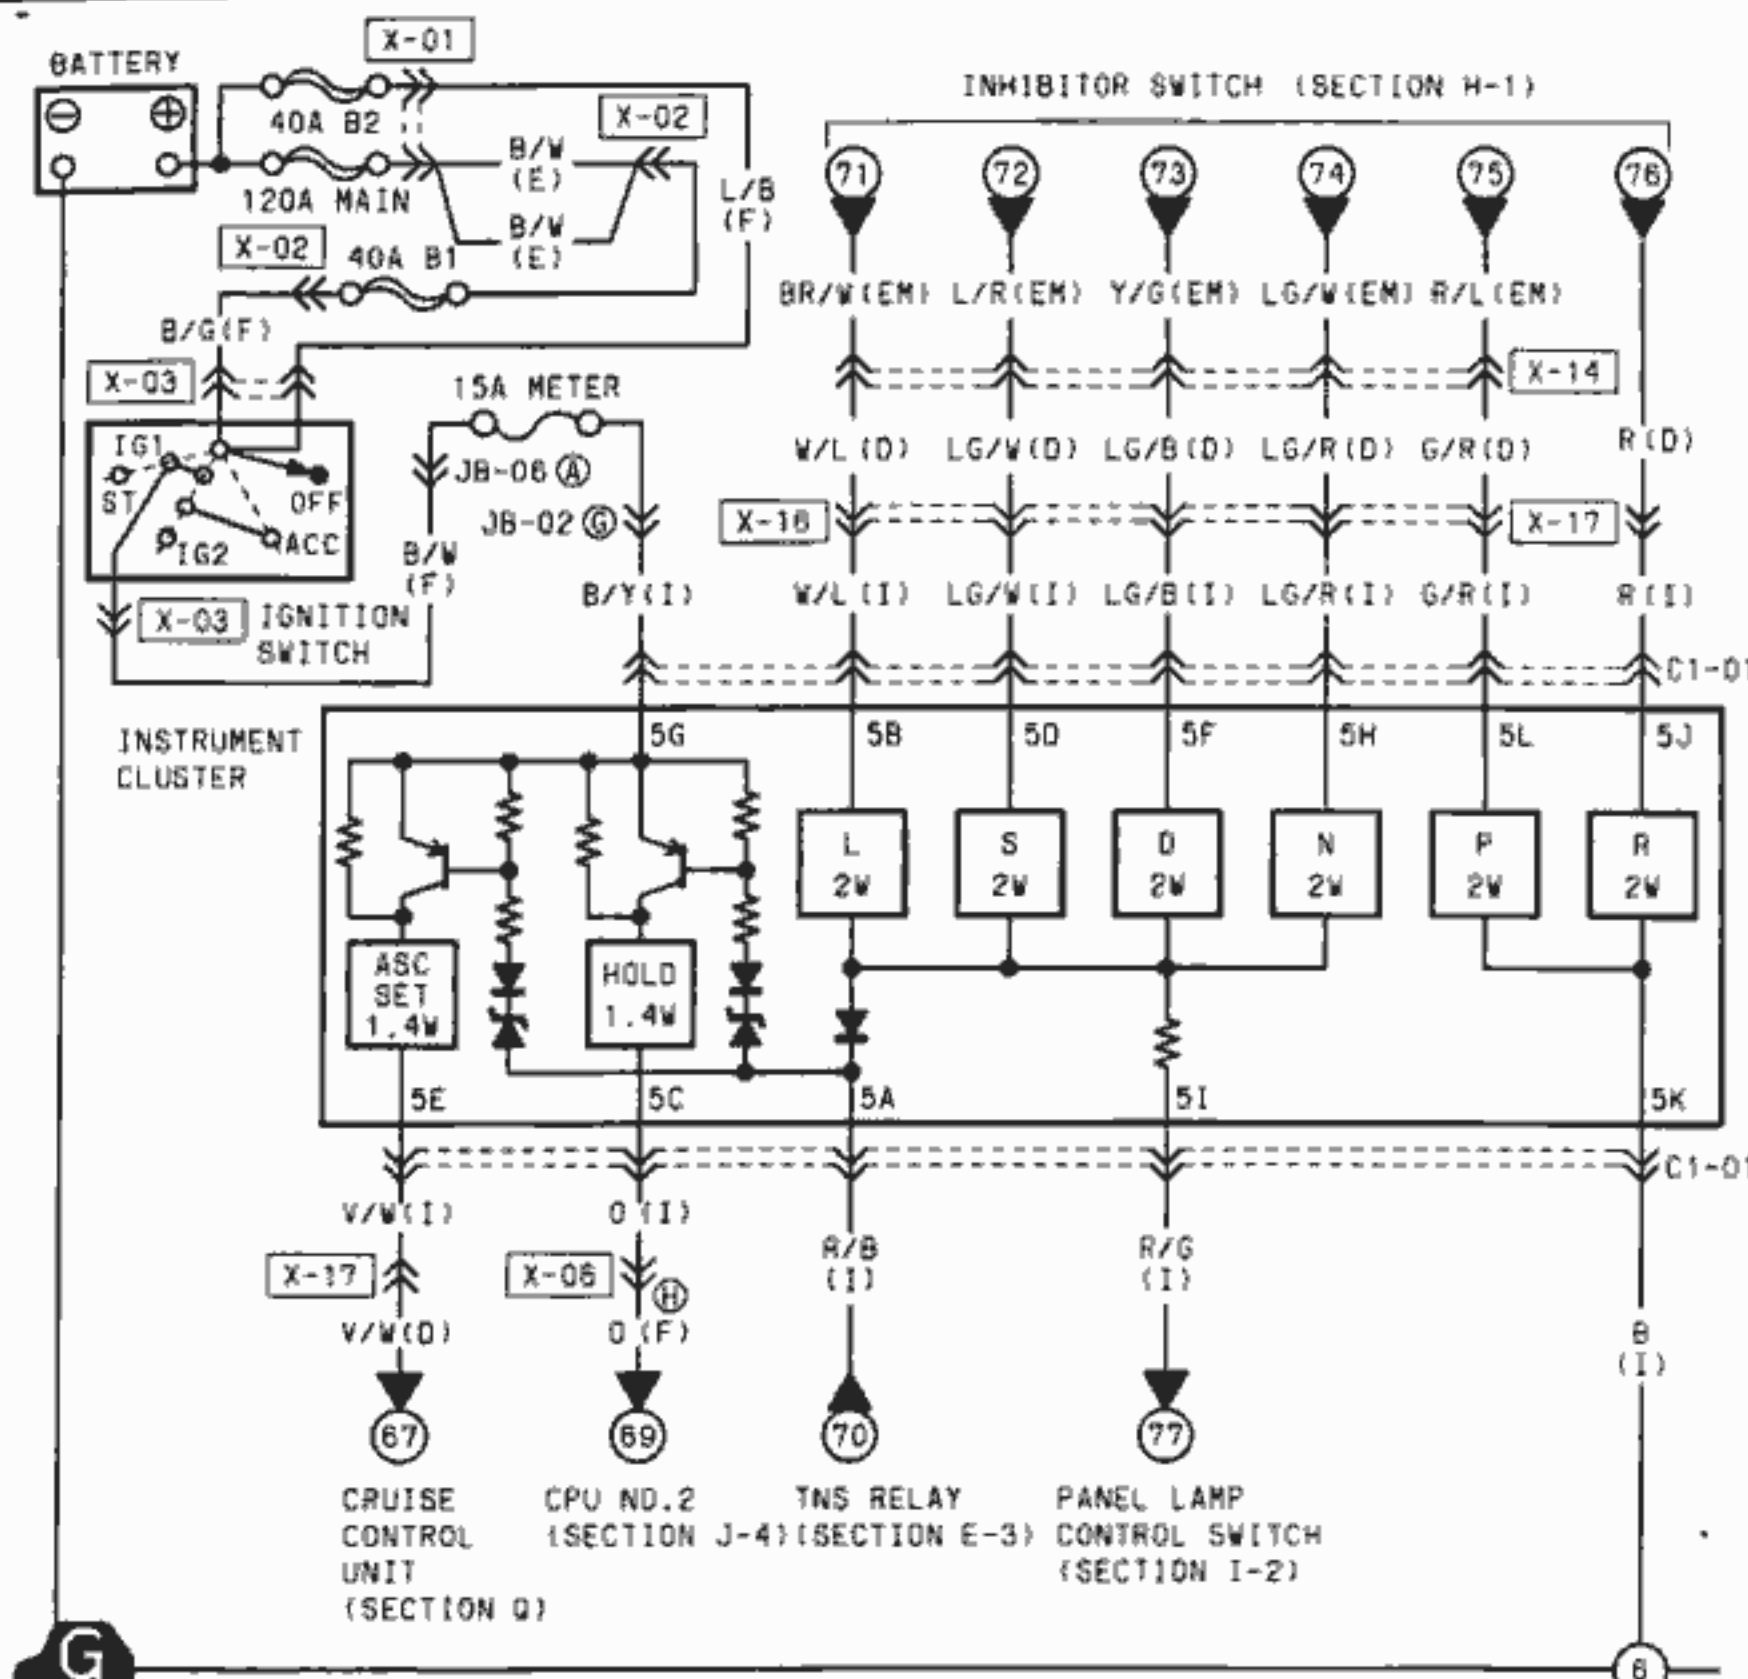 X-01
BATTERY
40A B2
X-02
INHIBITOR SWITCH (SECTION H-1)
B/W
(E)
120A MAIN
L/B
(F)
71 72 73 74 75 76
X-02
40A B1
B/W
(E)
BR/W(EM) L/R(EM) Y/G(EM) LG/W(EM) R/L(EM)
B/G(F)
X-03
15A METER
X-14
IG1
ST
OFF
IG2
ACC
JB-06 A
JB-02 G
W/L(D) LG/W(D) LG/B(D) LG/R(D) G/R(D) R(D)
X-16
X-17
B/W
(F)
B/Y(I)
W/L(I) LG/W(I) LG/B(I) LG/R(I) G/R(I) R(I)
X-03
IGNITION
SWITCH
C1-01
INSTRUMENT
CLUSTER
5G 5B 5D 5F 5H 5L 5J
L
2W
S
2W
D
2W
N
2W
P
2W
R
2W
ASC
SET
1.4W
HOLD
1.4W
5E 5C 5A 5I 5K
C1-01
V/W(I)
O(I)
R/B
(I)
R/G
(I)
X-17
X-06
H
V/W(D)
O(F)
B
(I)
67 69 70 77
CRUISE
CONTROL
UNIT
(SECTION Q)
CPU NO.2
(SECTION J-4)
TNS RELAY
(SECTION E-3)
PANEL LAMP
CONTROL SWITCH
(SECTION I-2)
G
6